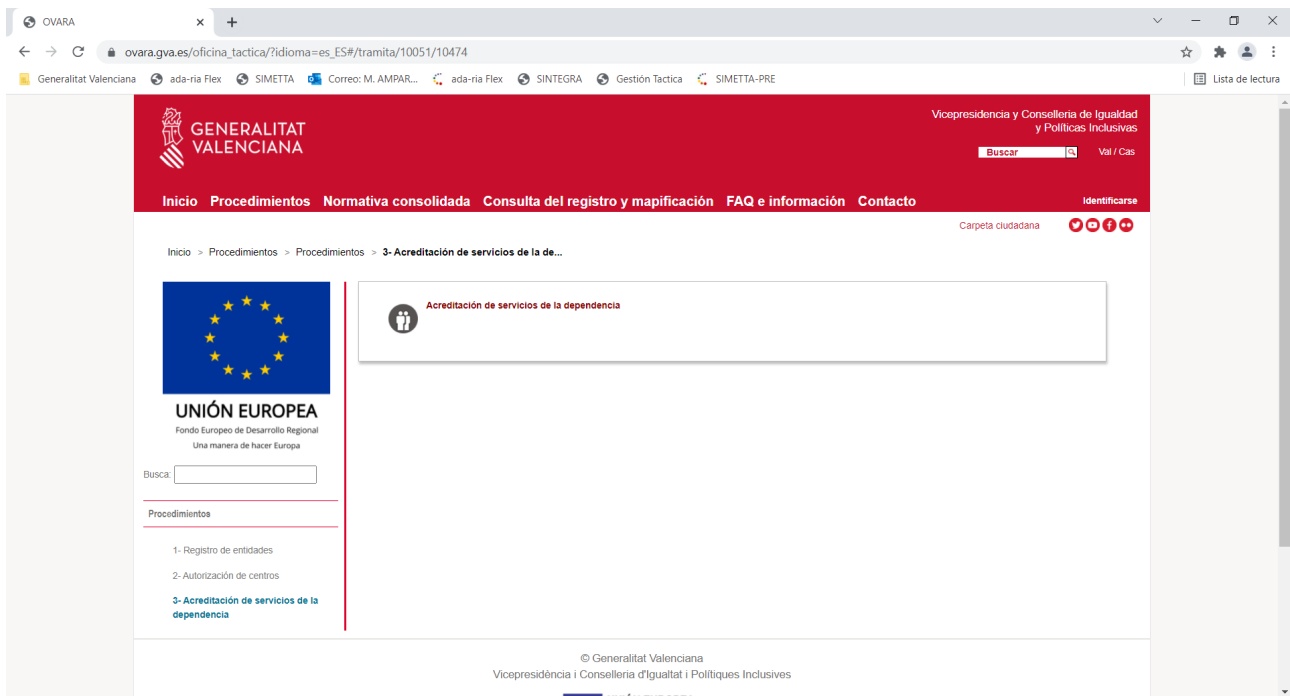 OVARA
ovara.gva.es/oficina_tactica/?idioma=es_ES#/tramita/10051/10474
Generalitat Valenciana ada-ria Flex SIMETTA Correo: M. AMPAR... ada-ria Flex SINTEGRA Gestión Tactica SIMETTA-PRE Lista de lectura
GENERALITAT
VALENCIANA
Vicepresidencia y Conselleria de Igualdad
y Políticas Inclusivas
Buscar Val / Cas
Inicio Procedimientos Normativa consolidada Consulta del registro y mapificación FAQ e información Contacto Identificarse
Carpeta ciudadana
Inicio > Procedimientos > Procedimientos > 3- Acreditación de servicios de la de...
Acreditación de servicios de la dependencia
UNIÓN EUROPEA
Fondo Europeo de Desarrollo Regional
Una manera de hacer Europa
Busca:
Procedimientos
1- Registro de entidades
2- Autorización de centros
3- Acreditación de servicios de la
dependencia
© Generalitat Valenciana
Vicepresidència i Conselleria d'Igualtat i Polítiques Inclusives